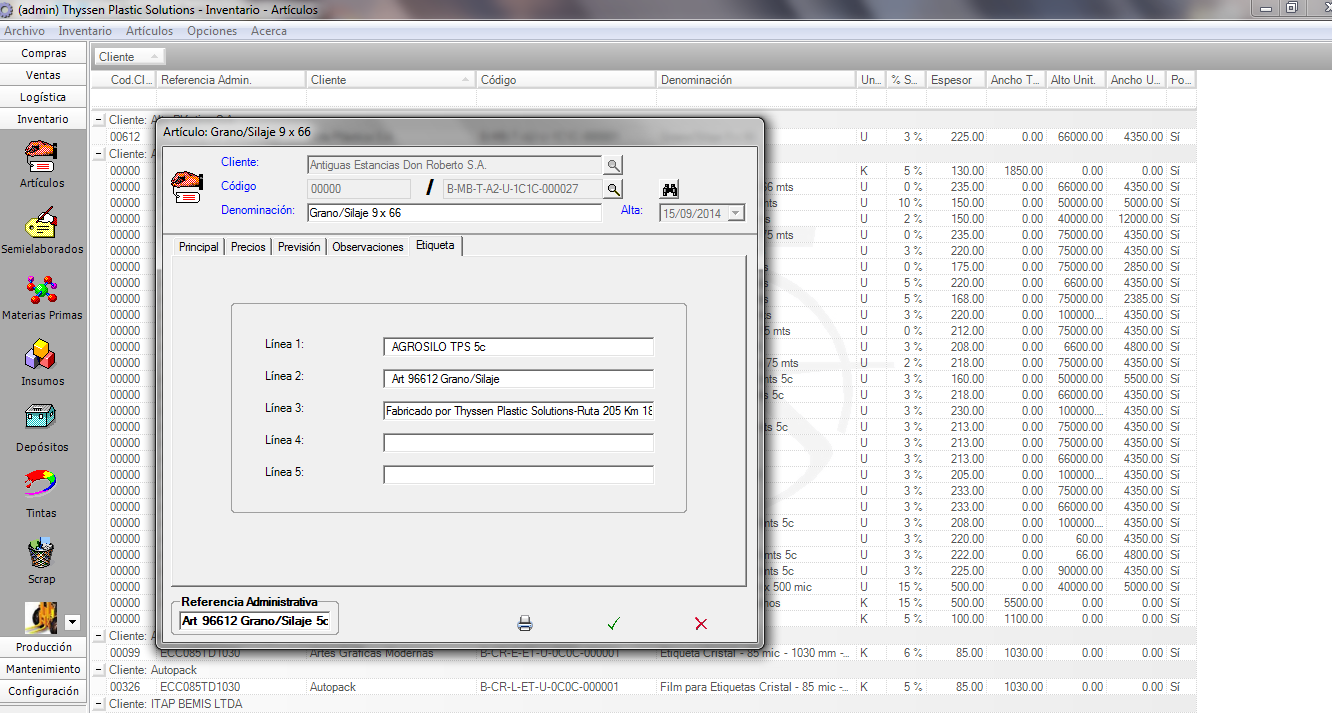 (admin) Thyssen Plastic Solutions - Inventario - Artículos
Archivo Inventario Artículos Opciones Acerca
Compras
Ventas
Logística
Inventario
Artículos
Semielaborados
Materias Primas
Insumos
Depósitos
Tintas
Scrap
Producción
Mantenimiento
Configuración
Cliente
Cod.Cl... Referencia Admin. Cliente Código Denominación Un... % S... Espesor Ancho T... Alto Unit. Ancho U... Po...
Cliente:
00612 U 3 % 225.00 0.00 66000.00 4350.00 Sí
Cliente:
00000 K 5 % 130.00 1850.00 0.00 0.00 Sí
00000 mts U 0 % 235.00 0.00 66000.00 4350.00 Sí
00000 U 10 % 150.00 0.00 50000.00 5000.00 Sí
00000 U 2 % 150.00 0.00 40000.00 12000.00 Sí
00000 75 mts U 0 % 235.00 0.00 75000.00 4350.00 Sí
00000 U 3 % 220.00 0.00 75000.00 4350.00 Sí
00000 U 0 % 175.00 0.00 75000.00 2850.00 Sí
00000 U 5 % 220.00 0.00 6600.00 4350.00 Sí
00000 U 5 % 168.00 0.00 75000.00 2385.00 Sí
00000 U 3 % 220.00 0.00 100000.... 4350.00 Sí
00000 mts U 0 % 212.00 0.00 75000.00 4350.00 Sí
00000 U 3 % 208.00 0.00 6600.00 4800.00 Sí
00000 75 mts U 2 % 218.00 0.00 75000.00 4350.00 Sí
00000 5c U 3 % 160.00 0.00 50000.00 5500.00 Sí
00000 5c U 3 % 218.00 0.00 66000.00 4350.00 Sí
00000 U 3 % 230.00 0.00 100000.... 4350.00 Sí
00000 5c U 3 % 213.00 0.00 75000.00 4350.00 Sí
00000 U 3 % 213.00 0.00 75000.00 4350.00 Sí
00000 U 3 % 213.00 0.00 66000.00 4350.00 Sí
00000 U 3 % 205.00 0.00 100000.... 4350.00 Sí
00000 U 3 % 233.00 0.00 75000.00 4350.00 Sí
00000 U 3 % 233.00 0.00 66000.00 4350.00 Sí
00000 5c U 3 % 208.00 0.00 100000.... 4350.00 Sí
00000 U 3 % 220.00 0.00 60.00 4350.00 Sí
00000 mts 5c U 3 % 222.00 0.00 66.00 4800.00 Sí
00000 5c U 3 % 225.00 0.00 90000.00 4350.00 Sí
00000 x 500 mic U 15 % 500.00 0.00 40000.00 5000.00 Sí
00000 K 15 % 500.00 5500.00 0.00 0.00 Sí
00000 K 5 % 100.00 1100.00 0.00 0.00 Sí
Cliente:
00099 ECC085TD1030 Artes Gráficas Modernas B-CR-E-ET-U-0C0C-000001 Etiqueta Cristal - 85 mic - 1030 mm -... K 6 % 85.00 1030.00 0.00 0.00 Sí
Cliente: Autopack
00326 ECC085TD1030 Autopack B-CR-L-ET-U-0C0C-000001 Film para Etiquetas Cristal - 85 mic -... K 5 % 85.00 1030.00 0.00 0.00 Sí
Cliente: ITAP BEMIS LTDA
Artículo: Grano/Silaje 9 x 66
Cliente: Antiguas Estancias Don Roberto S.A.
Código 00000 / B-MB-T-A2-U-1C1C-000027
Denominación: Grano/Silaje 9 x 66 Alta: 15/09/2014
Principal Precios Previsión Observaciones Etiqueta
Línea 1: AGROSILO TPS 5c
Línea 2: Art 96612 Grano/Silaje
Línea 3: Fabricado por Thyssen Plastic Solutions-Ruta 205 Km 18
Línea 4:
Línea 5:
Referencia Administrativa
Art 96612 Grano/Silaje 5c